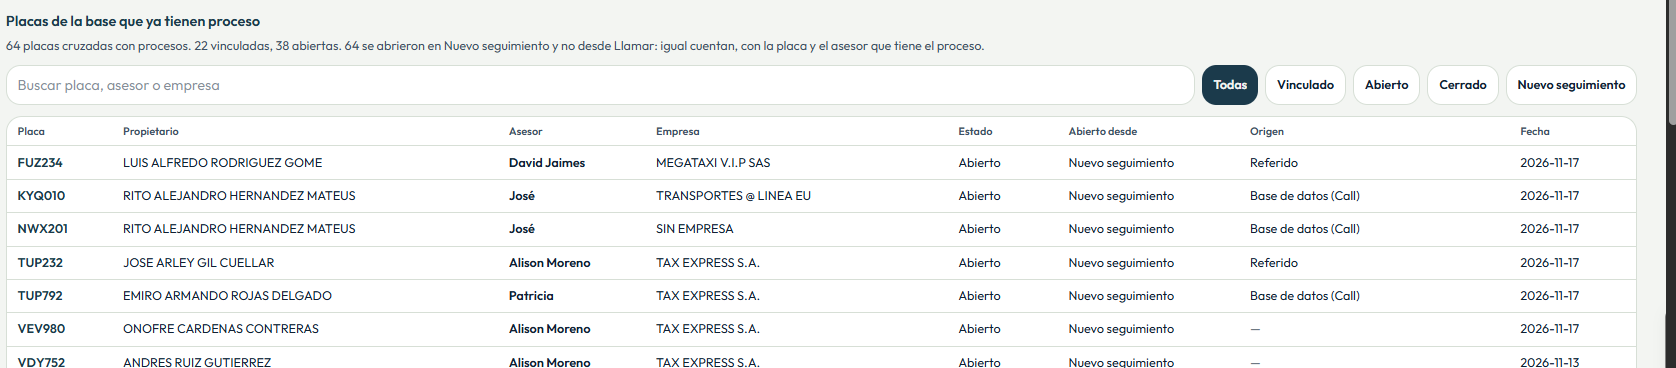 Placas de la base que ya tienen proceso
64 placas cruzadas con procesos. 22 vinculadas, 38 abiertas. 64 se abrieron en Nuevo seguimiento y no desde Llamar: igual cuentan, con la placa y el asesor que tiene el proceso.
Buscar placa, asesor o empresa Todas Vinculado Abierto Cerrado Nuevo seguimiento
Placa Propietario Asesor Empresa Estado Abierto desde Origen Fecha
FUZ234 LUIS ALFREDO RODRIGUEZ GOME David Jaimes MEGATAXI V.I.P SAS Abierto Nuevo seguimiento Referido 2026-11-17
KYQ010 RITO ALEJANDRO HERNANDEZ MATEUS José TRANSPORTES @ LINEA EU Abierto Nuevo seguimiento Base de datos (Call) 2026-11-17
NWX201 RITO ALEJANDRO HERNANDEZ MATEUS José SIN EMPRESA Abierto Nuevo seguimiento Base de datos (Call) 2026-11-17
TUP232 JOSE ARLEY GIL CUELLAR Alison Moreno TAX EXPRESS S.A. Abierto Nuevo seguimiento Referido 2026-11-17
TUP792 EMIRO ARMANDO ROJAS DELGADO Patricia TAX EXPRESS S.A. Abierto Nuevo seguimiento Base de datos (Call) 2026-11-17
VEV980 ONOFRE CARDENAS CONTRERAS Alison Moreno TAX EXPRESS S.A. Abierto Nuevo seguimiento — 2026-11-17
VDY752 ANDRES RUIZ GUTIERREZ Alison Moreno TAX EXPRESS S.A. Abierto Nuevo seguimiento — 2026-11-13